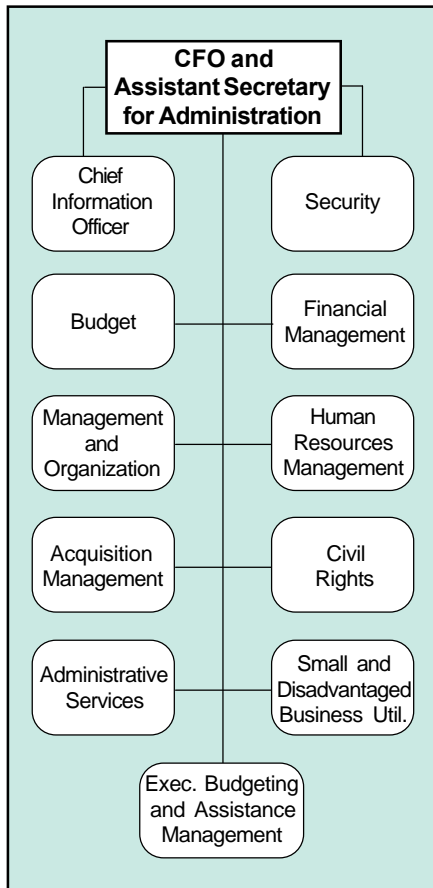 CFO and
Assistant Secretary
for Administration
Chief
Information
Officer
Security
Budget
Financial
Management
Management
and
Organization
Human
Resources
Management
Acquisition
Management
Civil
Rights
Administrative
Services
Small and
Disadvantaged
Business Util.
Exec. Budgeting
and Assistance
Management